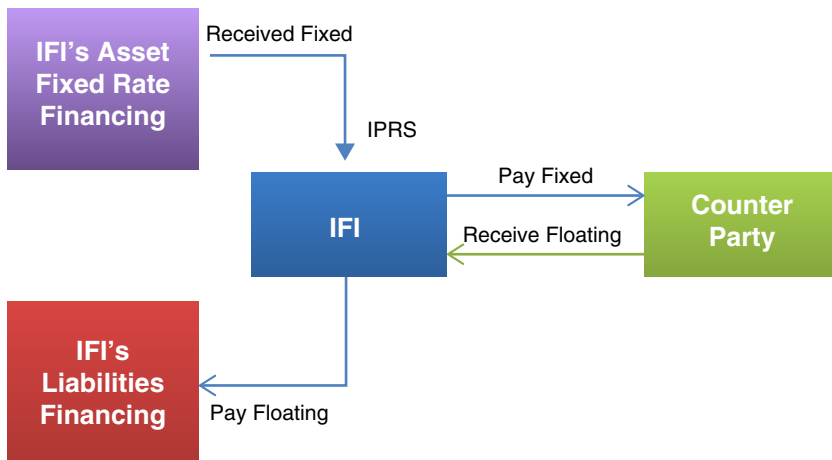 IFI's Asset
Fixed Rate
Financing
Received Fixed
IPRS
IFI
Pay Fixed
Receive Floating
Counter
Party
IFI's
Liabilities
Financing
Pay Floating